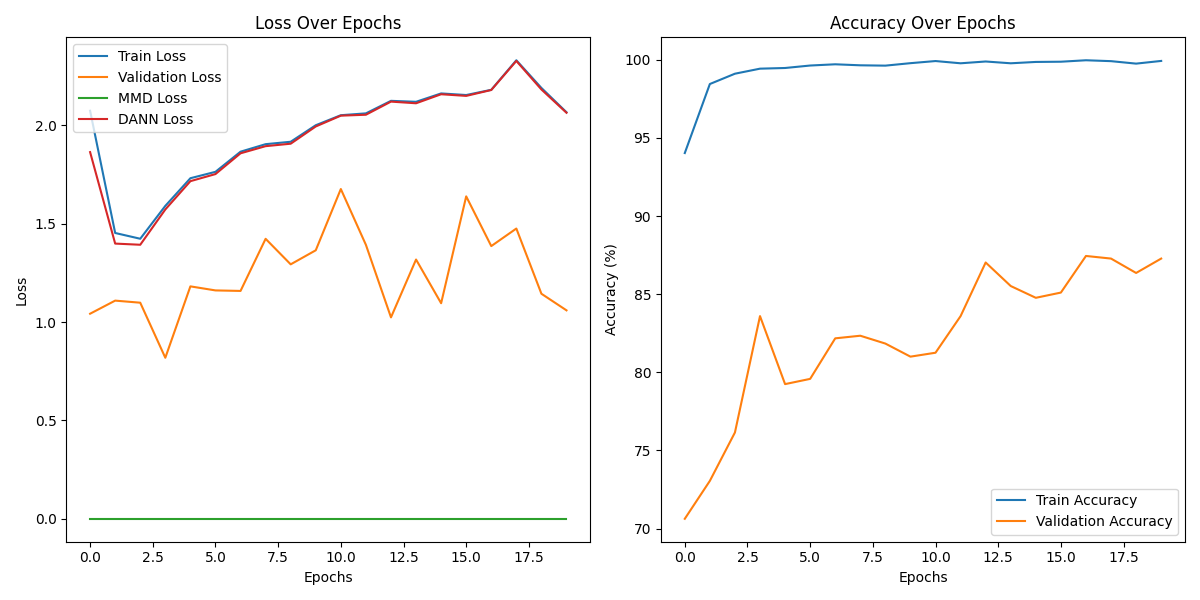 Loss Over Epochs
Train Loss
Validation Loss
MMD Loss
DANN Loss
2.0
1.5
1.0
0.5
0.0
Loss
0.0 2.5 5.0 7.5 10.0 12.5 15.0 17.5
Epochs
Accuracy Over Epochs
100
95
90
85
80
75
70
Accuracy (%)
Train Accuracy
Validation Accuracy
0.0 2.5 5.0 7.5 10.0 12.5 15.0 17.5
Epochs